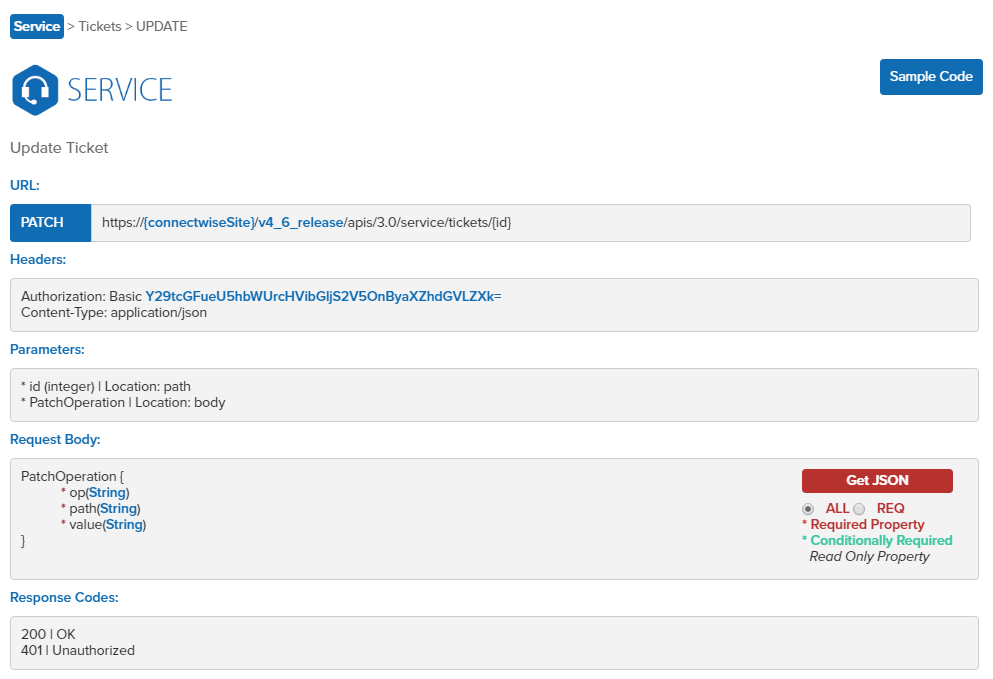 Service > Tickets > UPDATE
SERVICE
Sample Code
Update Ticket
URL:
PATCH https://{connectwiseSite}/v4_6_release/apis/3.0/service/tickets/{id}
Headers:
Authorization: Basic Y29tcGFueU5hbWUrcHVibGljS2V5OnByaXZhdGVLZXk=
Content-Type: application/json
Parameters:
* id (integer) | Location: path
* PatchOperation | Location: body
Request Body:
PatchOperation {
* op(String)
* path(String)
* value(String)
}
Get JSON
ALL REQ
* Required Property
* Conditionally Required
Read Only Property
Response Codes:
200 | OK
401 | Unauthorized